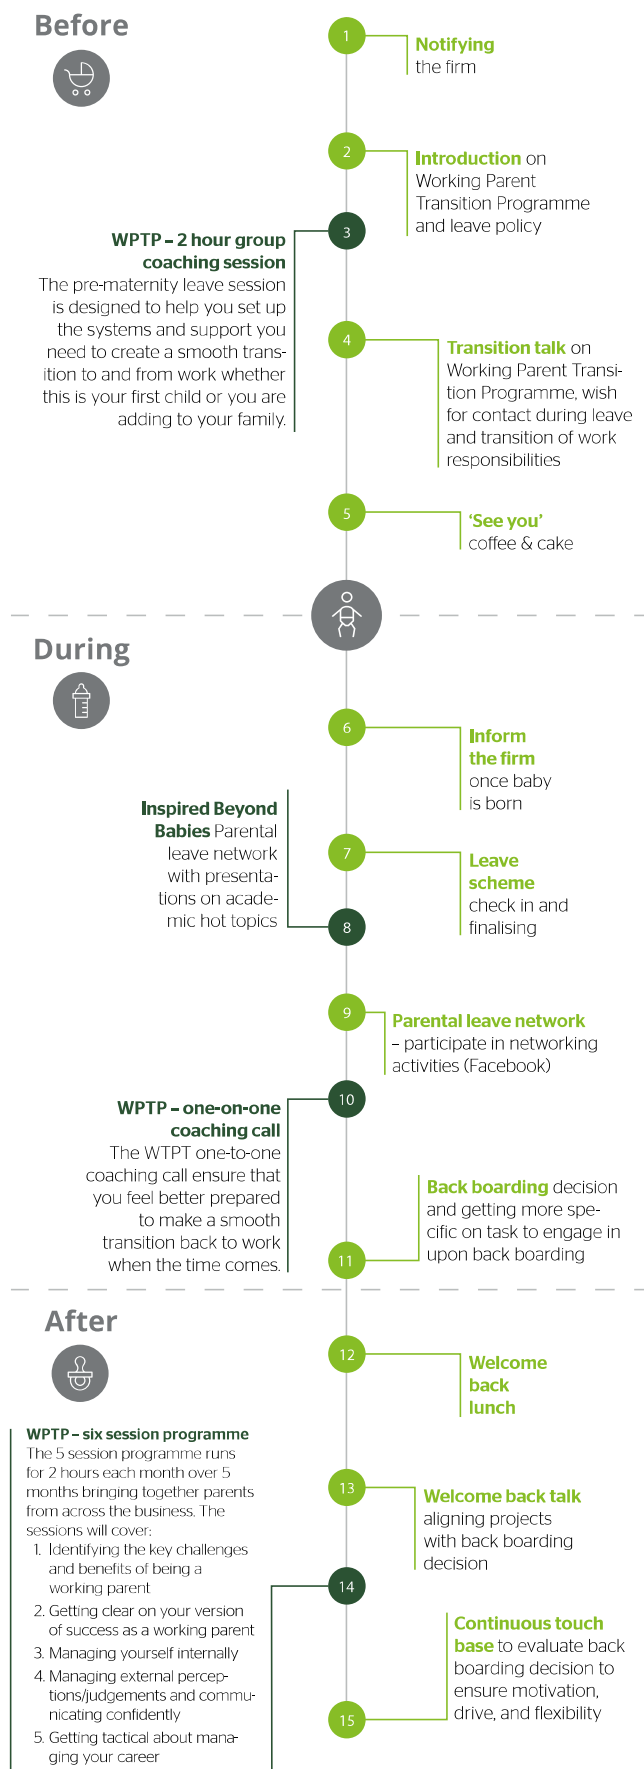 Before
1
Notifying
the firm
2
Introduction on
Working Parent
Transition Programme
and leave policy
3
WPTP – 2 hour group
coaching session
The pre-maternity leave session
is designed to help you set up
the systems and support you
need to create a smooth trans-
ition to and from work whether
this is your first child or you are
adding to your family.
4
Transition talk on
Working Parent Transi-
tion Programme, wish
for contact during leave
and transition of work
responsibilities
5
‘See you’
coffee & cake
During
6
Inform
the firm
once baby
is born
7
Leave
scheme
check in and
finalising
Inspired Beyond
Babies Parental
leave network
with presenta-
tions on acade-
mic hot topics
8
9
Parental leave network
– participate in networking
activities (Facebook)
10
WPTP – one-on-one
coaching call
The WTPT one-to-one
coaching call ensure that
you feel better prepared
to make a smooth
transition back to work
when the time comes.
Back boarding decision
and getting more spe-
cific on task to engage in
upon back boarding
11
After
12
Welcome
back
lunch
13
Welcome back talk
aligning projects
with back boarding
decision
14
WPTP – six session programme
The 5 session programme runs
for 2 hours each month over 5
months bringing together parents
from across the business. The
sessions will cover:
1. Identifying the key challenges
and benefits of being a
working parent
2. Getting clear on your version
of success as a working parent
3. Managing yourself internally
4. Managing external percep-
tions/judgements and commu-
nicating confidently
5. Getting tactical about mana-
ging your career
Continuous touch
base to evaluate back
boarding decision to
ensure motivation,
drive, and flexibility
15